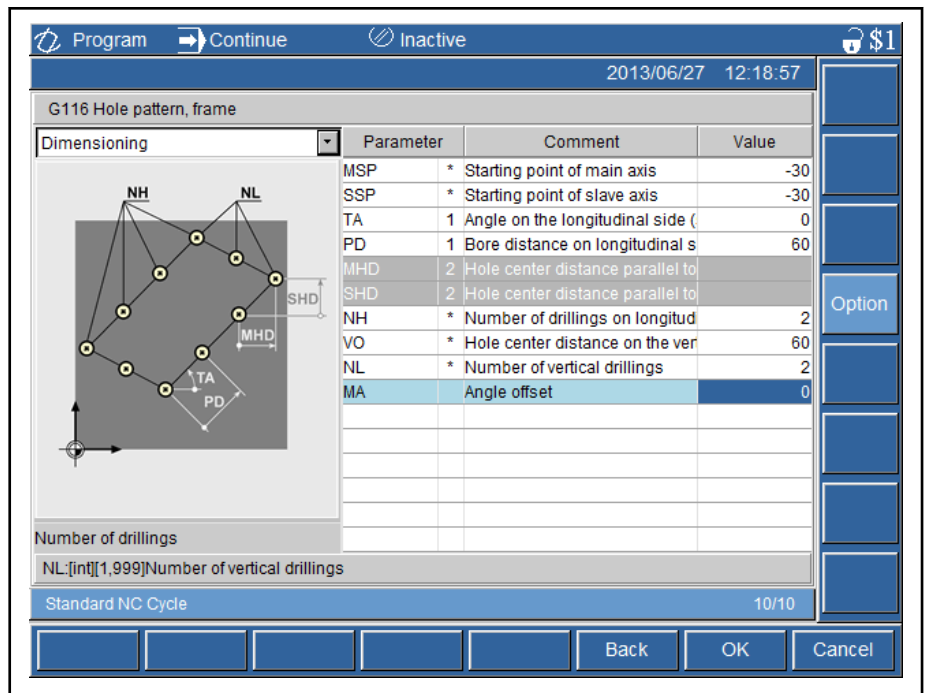 Program Continue Inactive $1
2013/06/27 12:18:57
G116 Hole pattern, frame
Dimensioning
Parameter Comment Value
MSP * Starting point of main axis -30
SSP * Starting point of slave axis -30
TA 1 Angle on the longitudinal side ( 0
PD 1 Bore distance on longitudinal s 60
MHD 2 Hole center distance parallel to
SHD 2 Hole center distance parallel to
NH * Number of drillings on longitud 2
VO * Hole center distance on the ver 60
NL * Number of vertical drillings 2
MA Angle offset 0
NH NL
SHD
MHD
TA
PD
Option
Number of drillings
NL:[int][1,999]Number of vertical drillings
Standard NC Cycle 10/10
Back OK Cancel